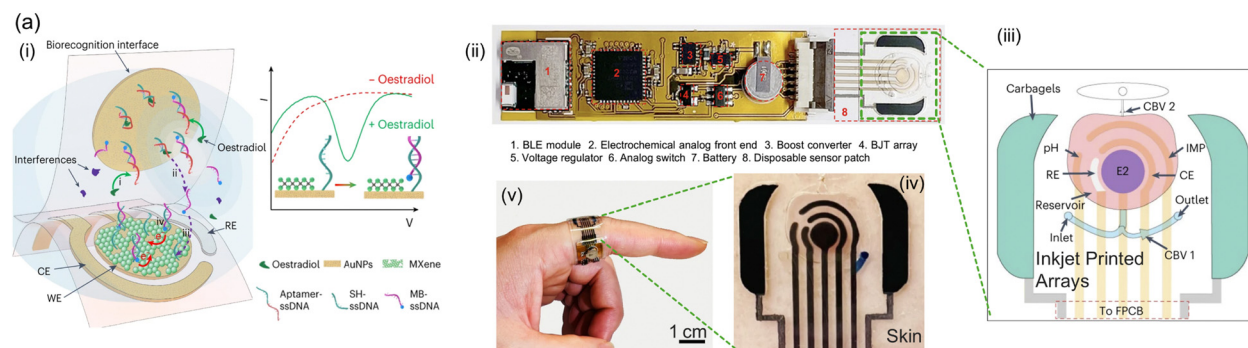 (a)
(i)
Biorecognition interface
Interferences
Oestradiol
i
ii
iii
iv
e
e
RE
CE
WE
I
– Oestradiol
+ Oestradiol
V
Oestradiol
AuNPs
MXene
Aptamer-
ssDNA
SH-
ssDNA
MB-
ssDNA
(ii)
1
2
3
4
5
6
7
8
1. BLE module 2. Electrochemical analog front end 3. Boost converter 4. BJT array
5. Voltage regulator 6. Analog switch 7. Battery 8. Disposable sensor patch
(v)
1 cm
(iv)
Skin
(iii)
Carbagels
CBV 2
pH
IMP
RE
E2
CE
Reservoir
Outlet
Inlet
CBV 1
Inkjet Printed
Arrays
To FPCB